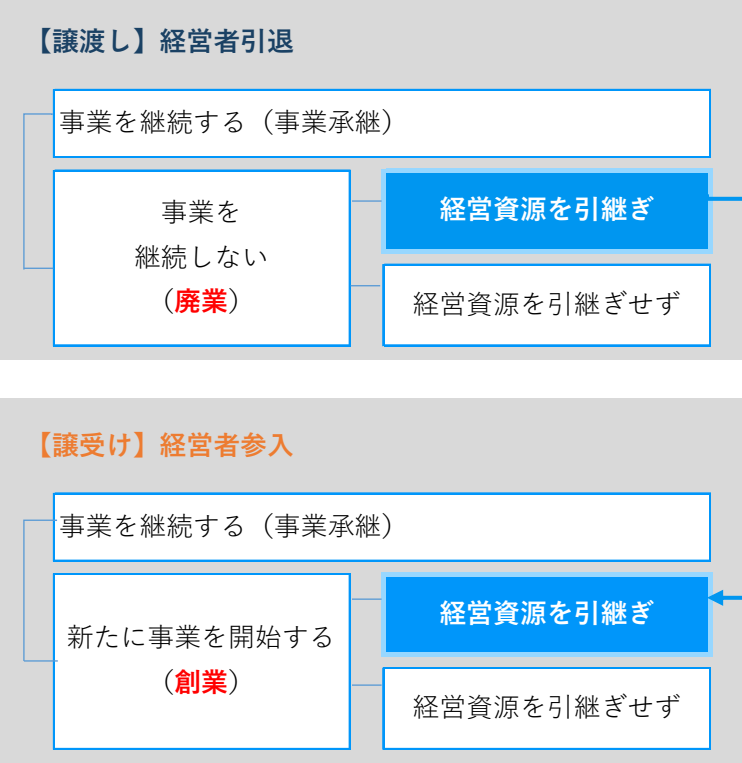 【譲渡し】経営者引退
事業を継続する（事業承継）
事業を
継続しない
（廃業）
経営資源を引継ぎ
経営資源を引継ぎせず
【譲受け】経営者参入
事業を継続する（事業承継）
新たに事業を開始する
（創業）
経営資源を引継ぎ
経営資源を引継ぎせず